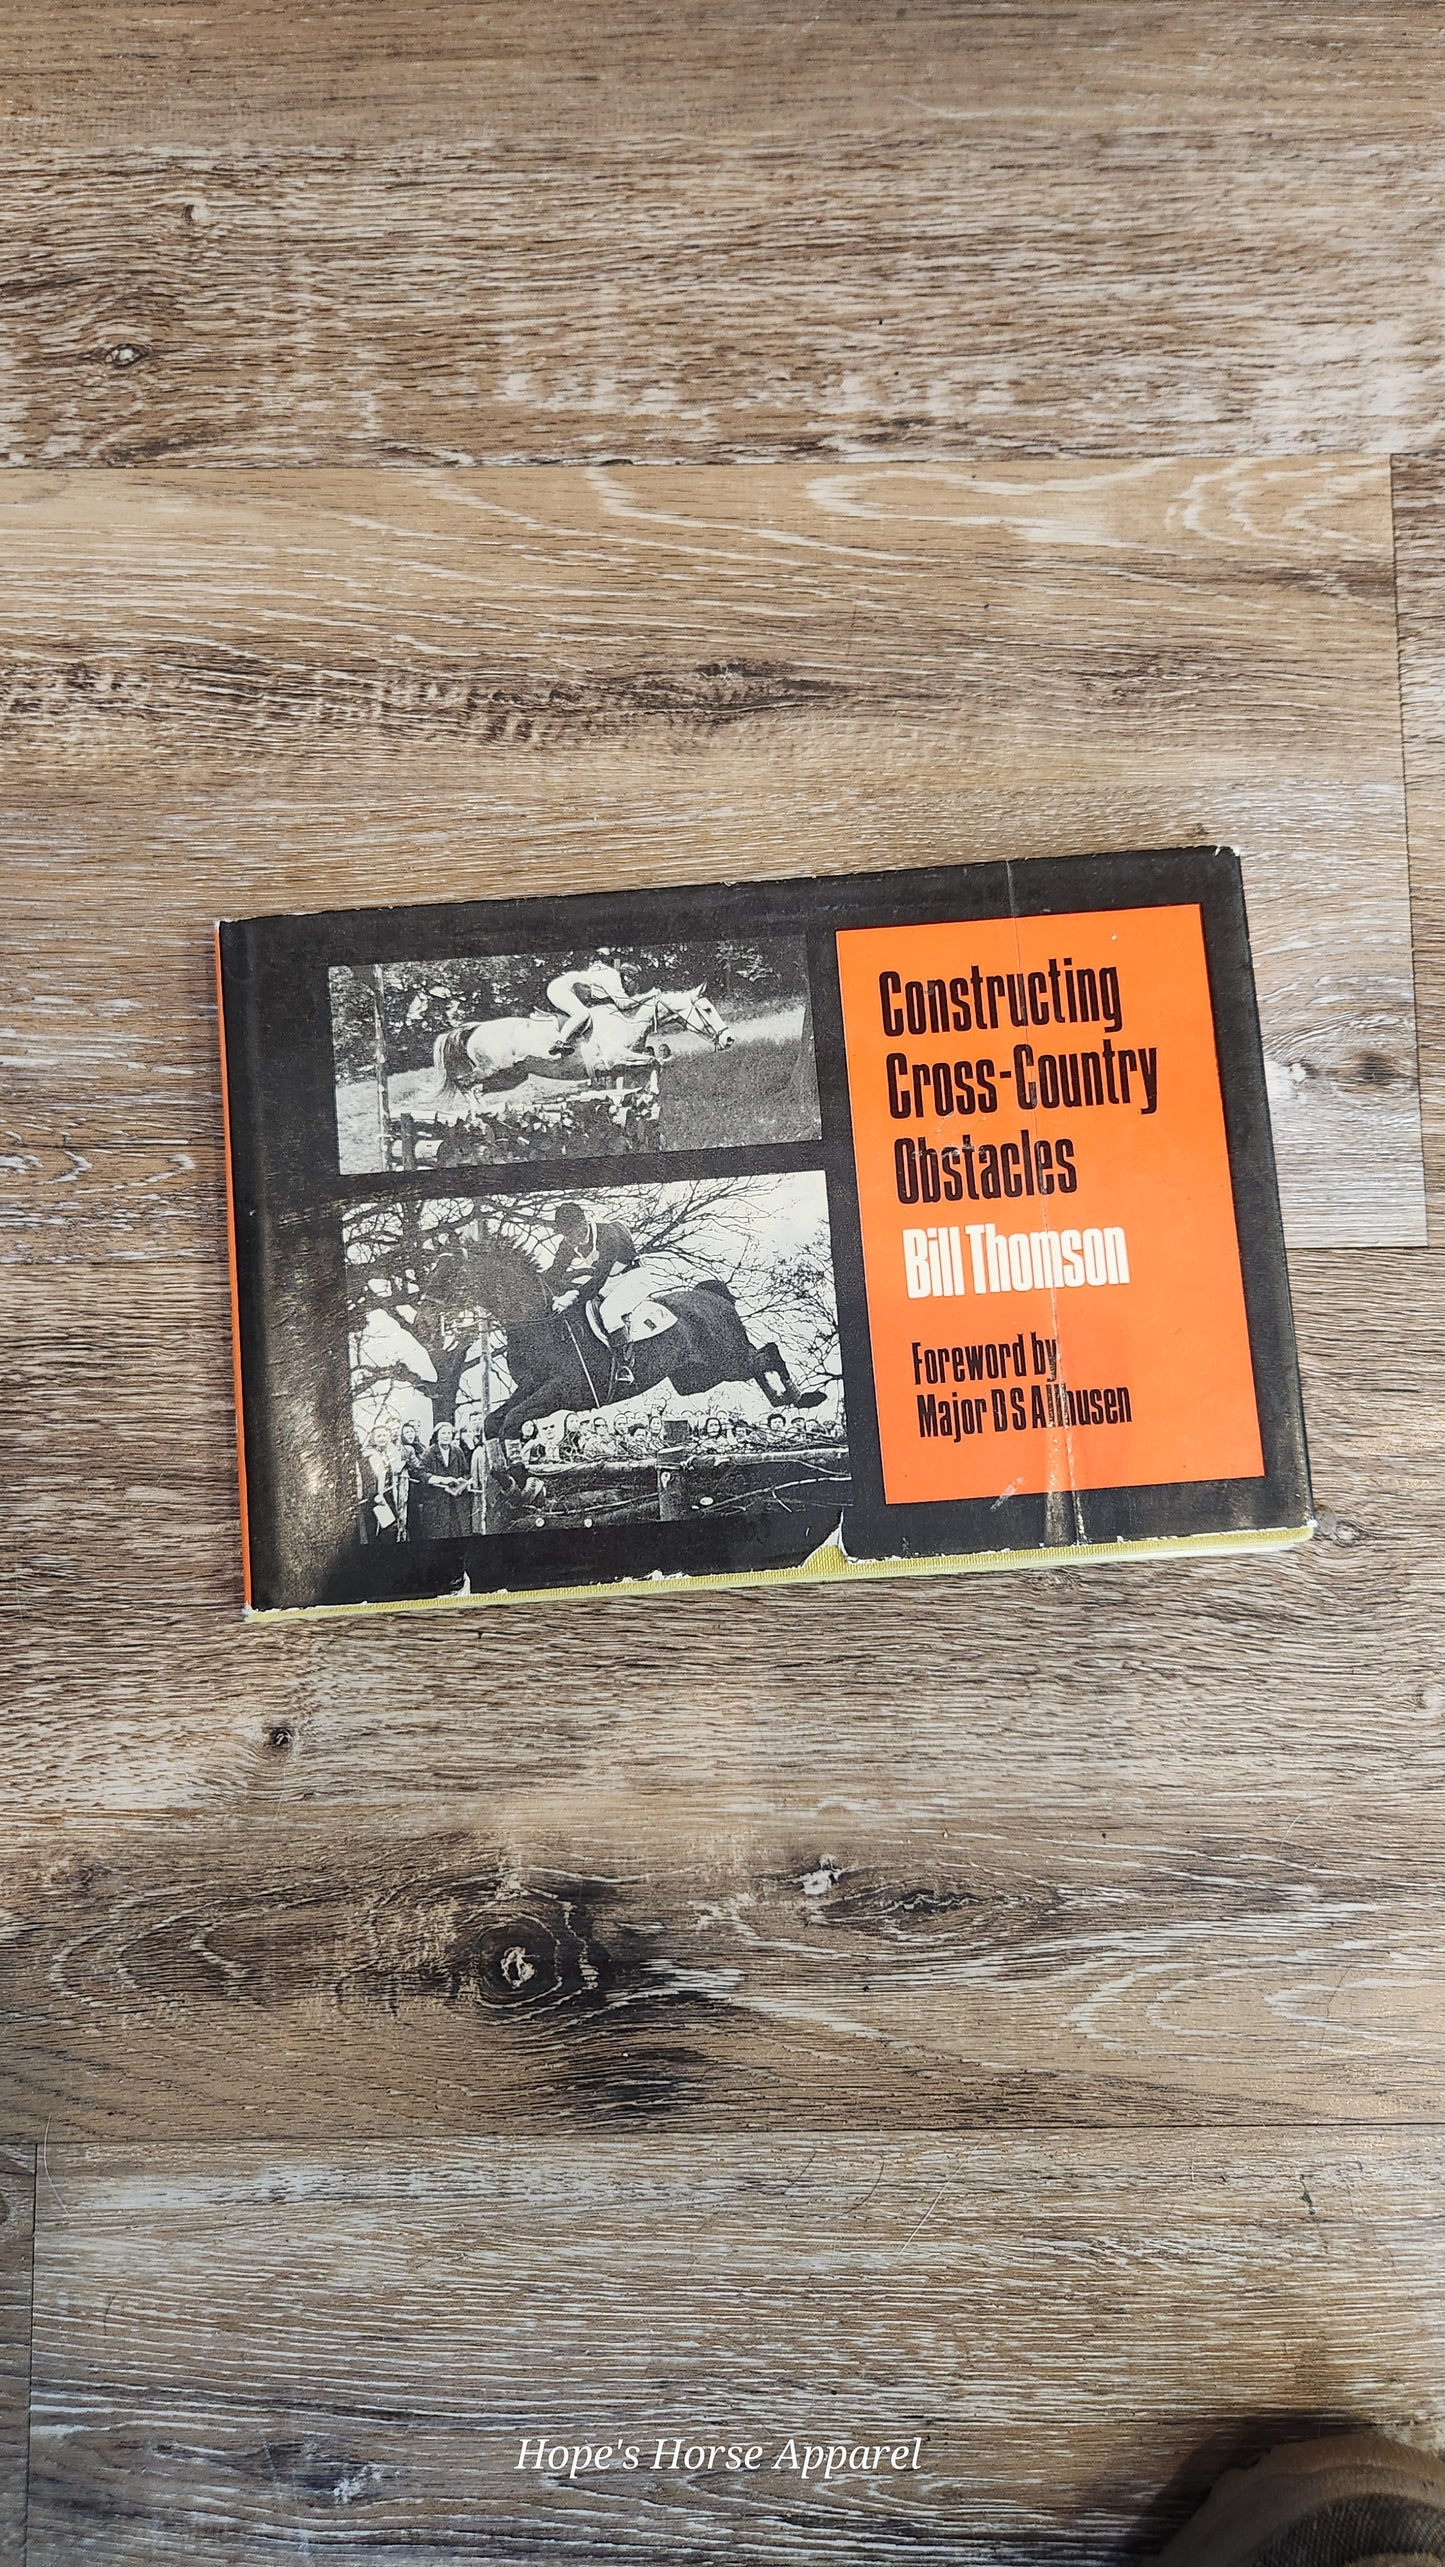 Constructing
Cross-Country
Obstacles
Bill Thomson
Foreword by
Major D S Allhusen
Hope's Horse Apparel